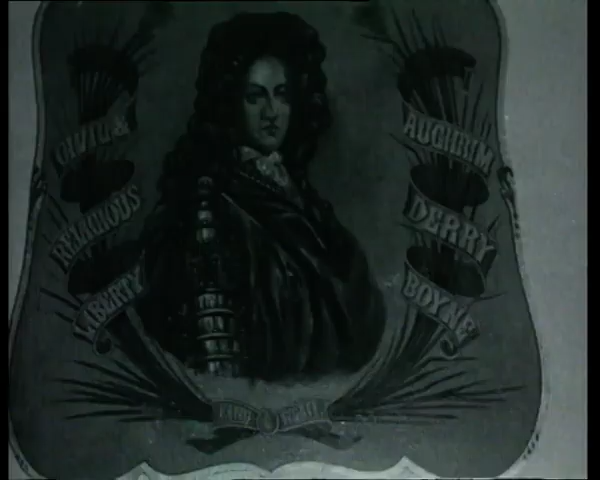 CIVIL &
RELIGIOUS
LIBERTY
AUGHRIM
DERRY
BOYNE